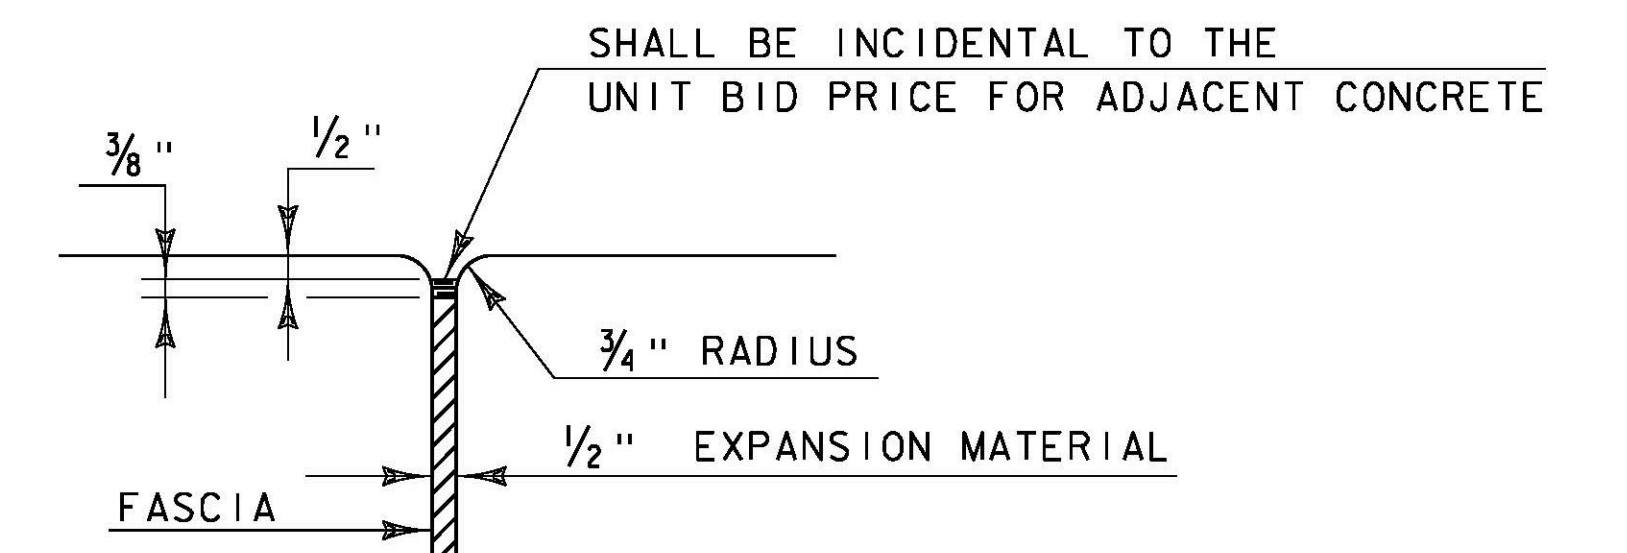 SHALL BE INCIDENTAL TO THE
UNIT BID PRICE FOR ADJACENT CONCRETE
3/8"
1/2"
3/4" RADIUS
1/2" EXPANSION MATERIAL
FASCIA